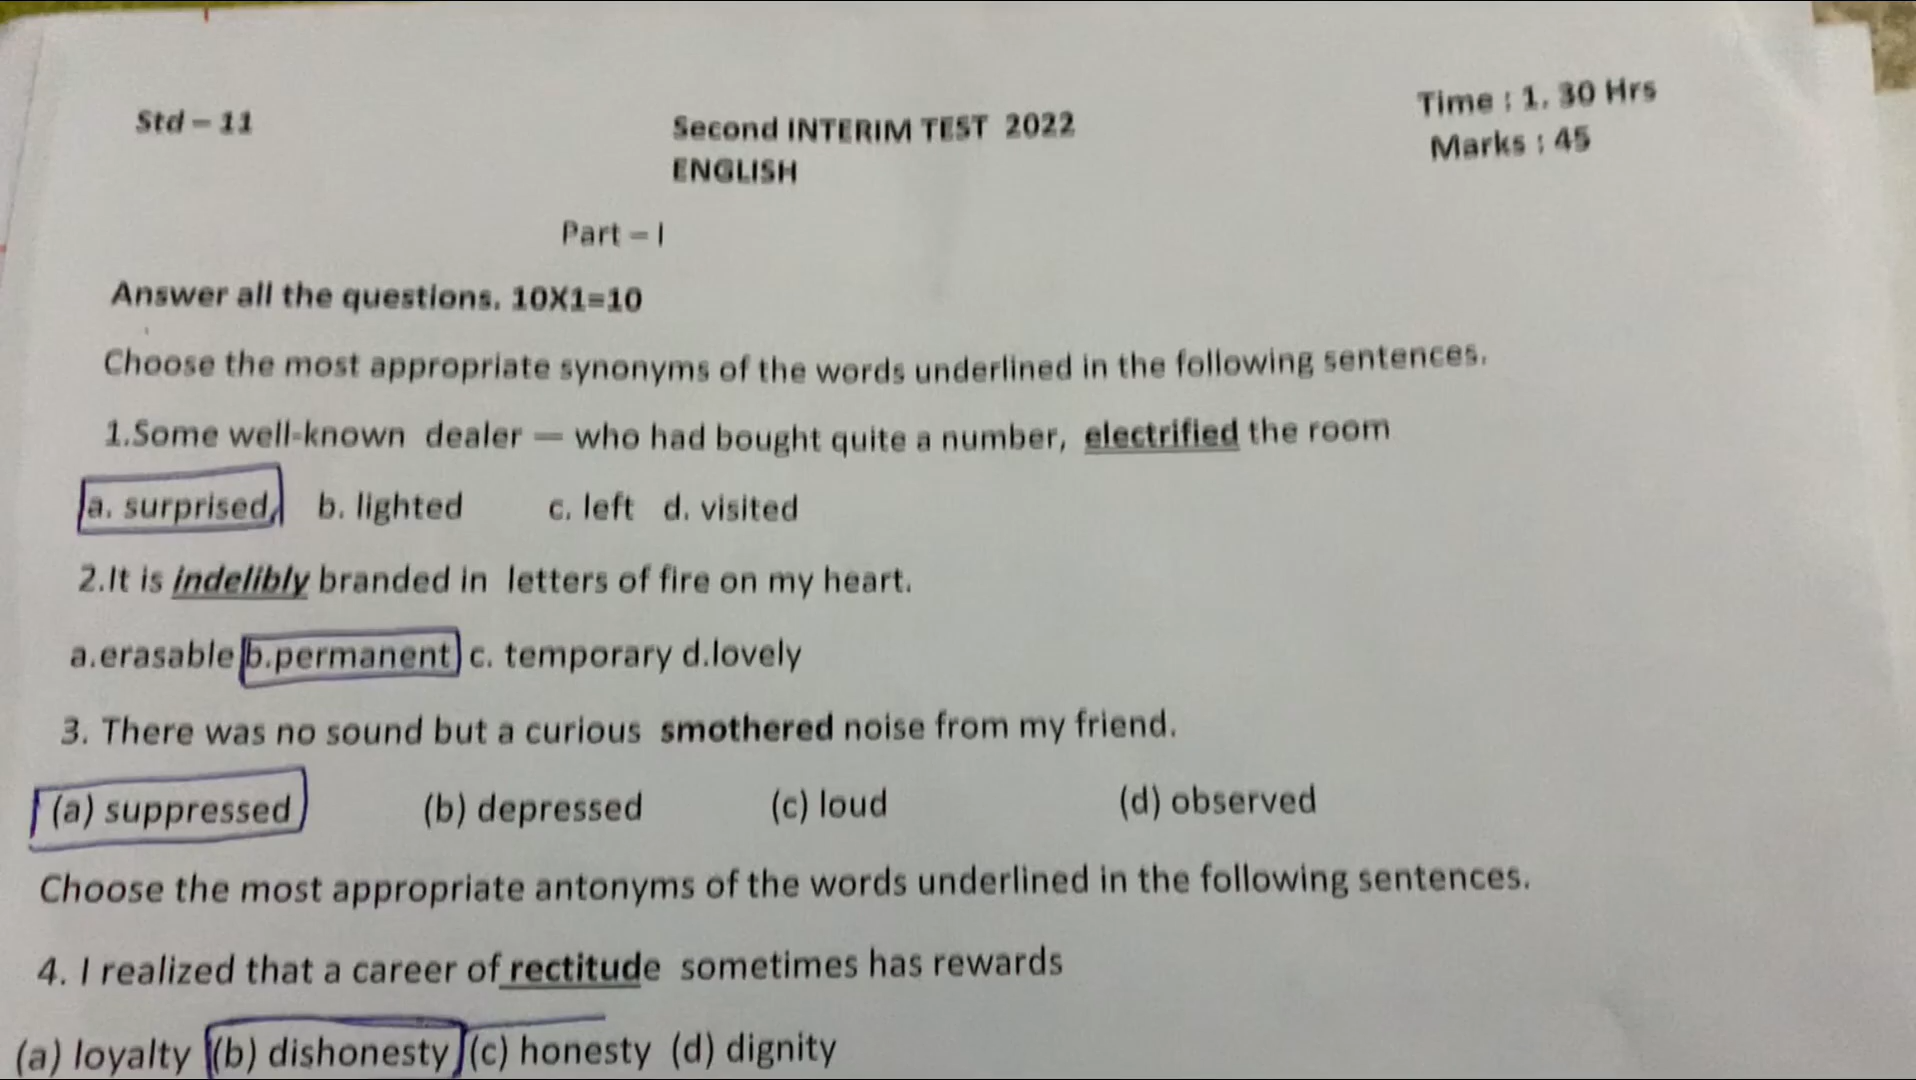 Std – 11
Second INTERIM TEST 2022
Time : 1. 30 Hrs
ENGLISH
Marks : 45
Part – I
Answer all the questions. 10X1=10
Choose the most appropriate synonyms of the words underlined in the following sentences.
1.Some well-known dealer — who had bought quite a number, electrified the room
a. surprised b. lighted c. left d. visited
2.It is indelibly branded in letters of fire on my heart.
a.erasable b.permanent c. temporary d.lovely
3. There was no sound but a curious smothered noise from my friend.
(a) suppressed (b) depressed (c) loud (d) observed
Choose the most appropriate antonyms of the words underlined in the following sentences.
4. I realized that a career of rectitude sometimes has rewards
(a) loyalty (b) dishonesty (c) honesty (d) dignity